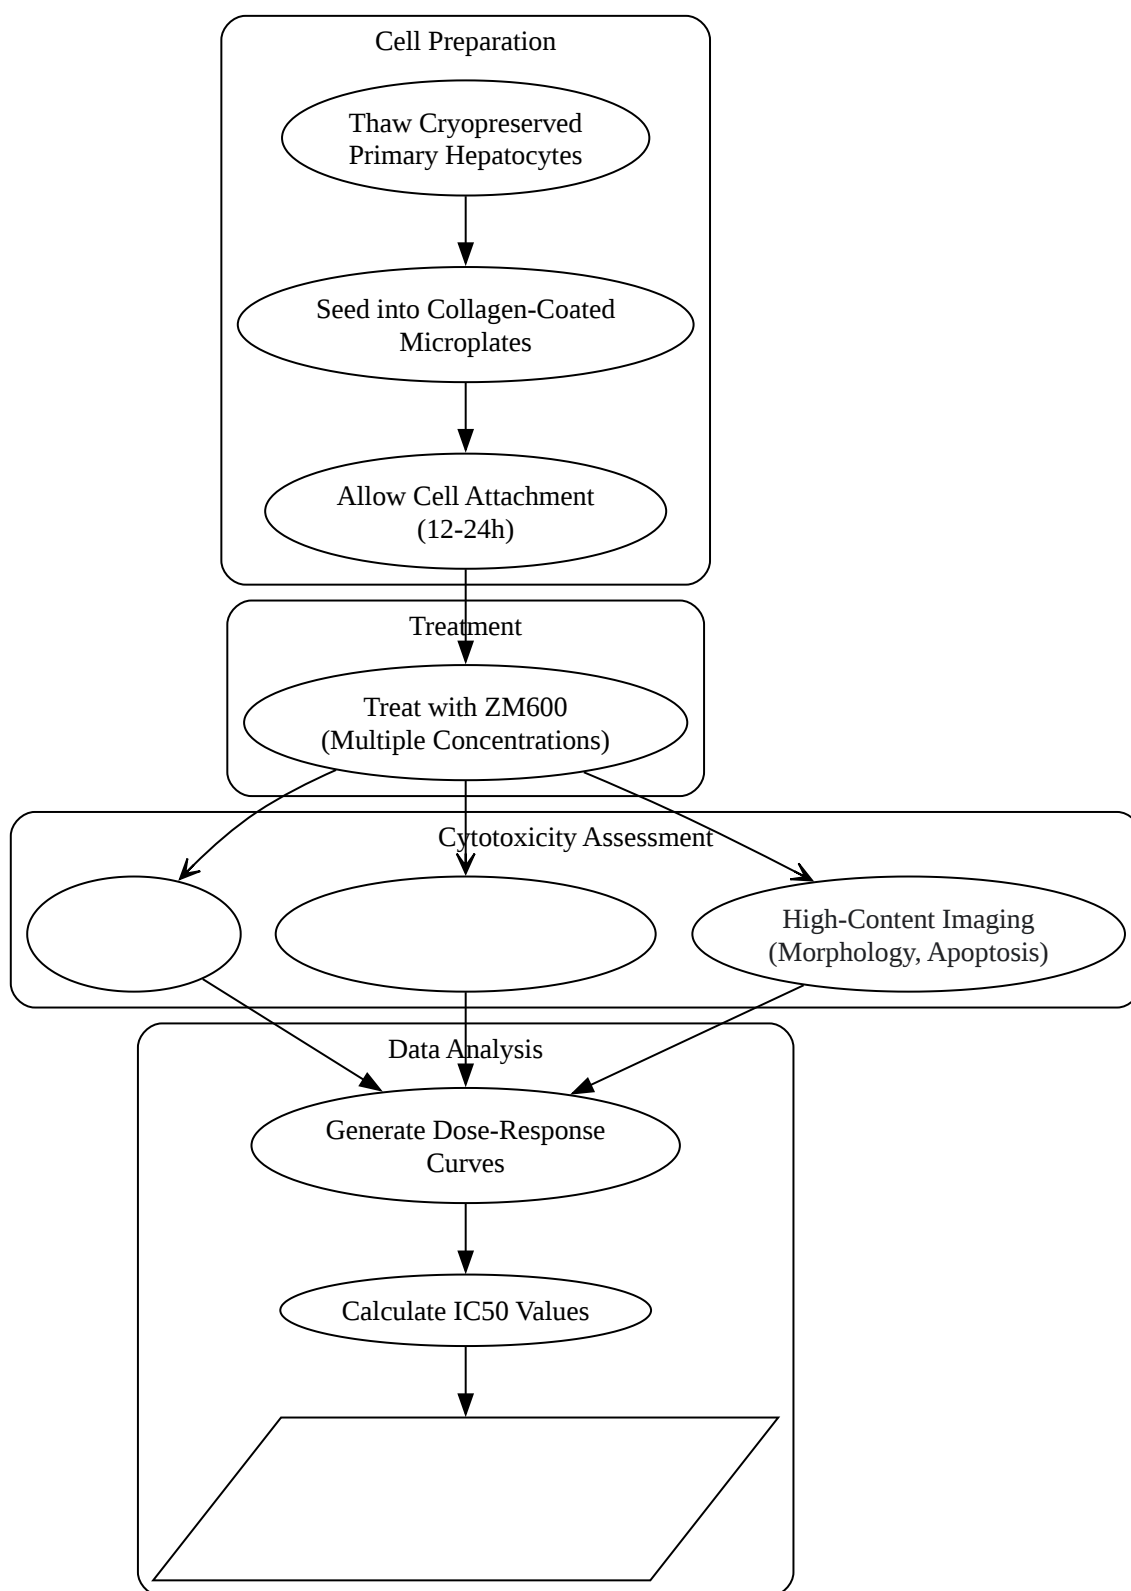 Cell Preparation
Thaw Cryopreserved
Primary Hepatocytes
Seed into Collagen-Coated
Microplates
Allow Cell Attachment
(12-24h)
Treatment
Treat with ZM600
(Multiple Concentrations)
Cytotoxicity Assessment
High-Content Imaging
(Morphology, Apoptosis)
Data Analysis
Generate Dose-Response
Curves
Calculate IC50 Values